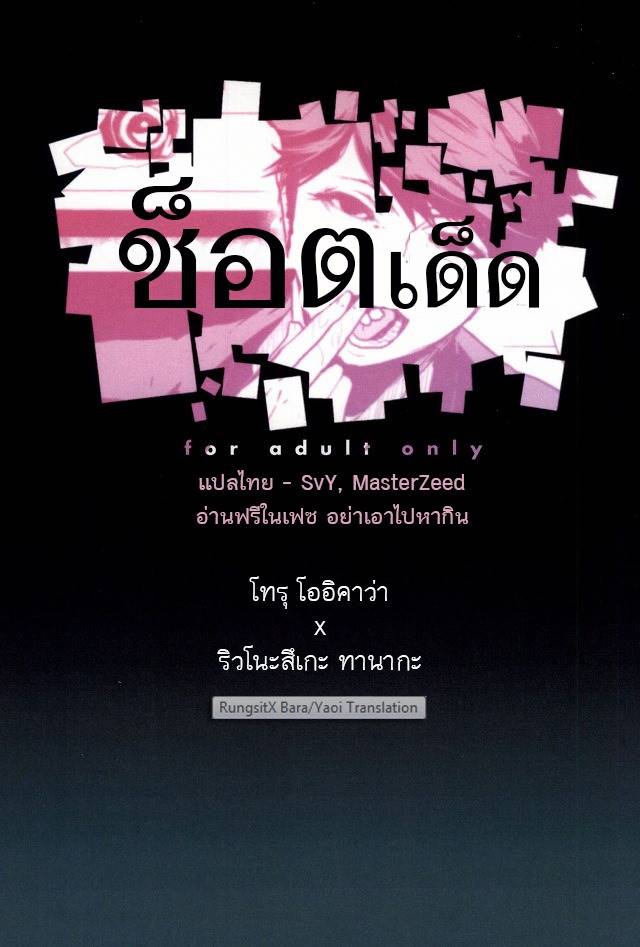 ช็อตเด็ด
for adult only
แปลไทย - SvY, MasterZeed
อ่านฟรีในเฟซ อย่าเอาไปหากิน
โทรุ โออิคาว่า
x
ริวโนะสึเกะ ทานากะ
RungsitX Bara/Yaoi Translation